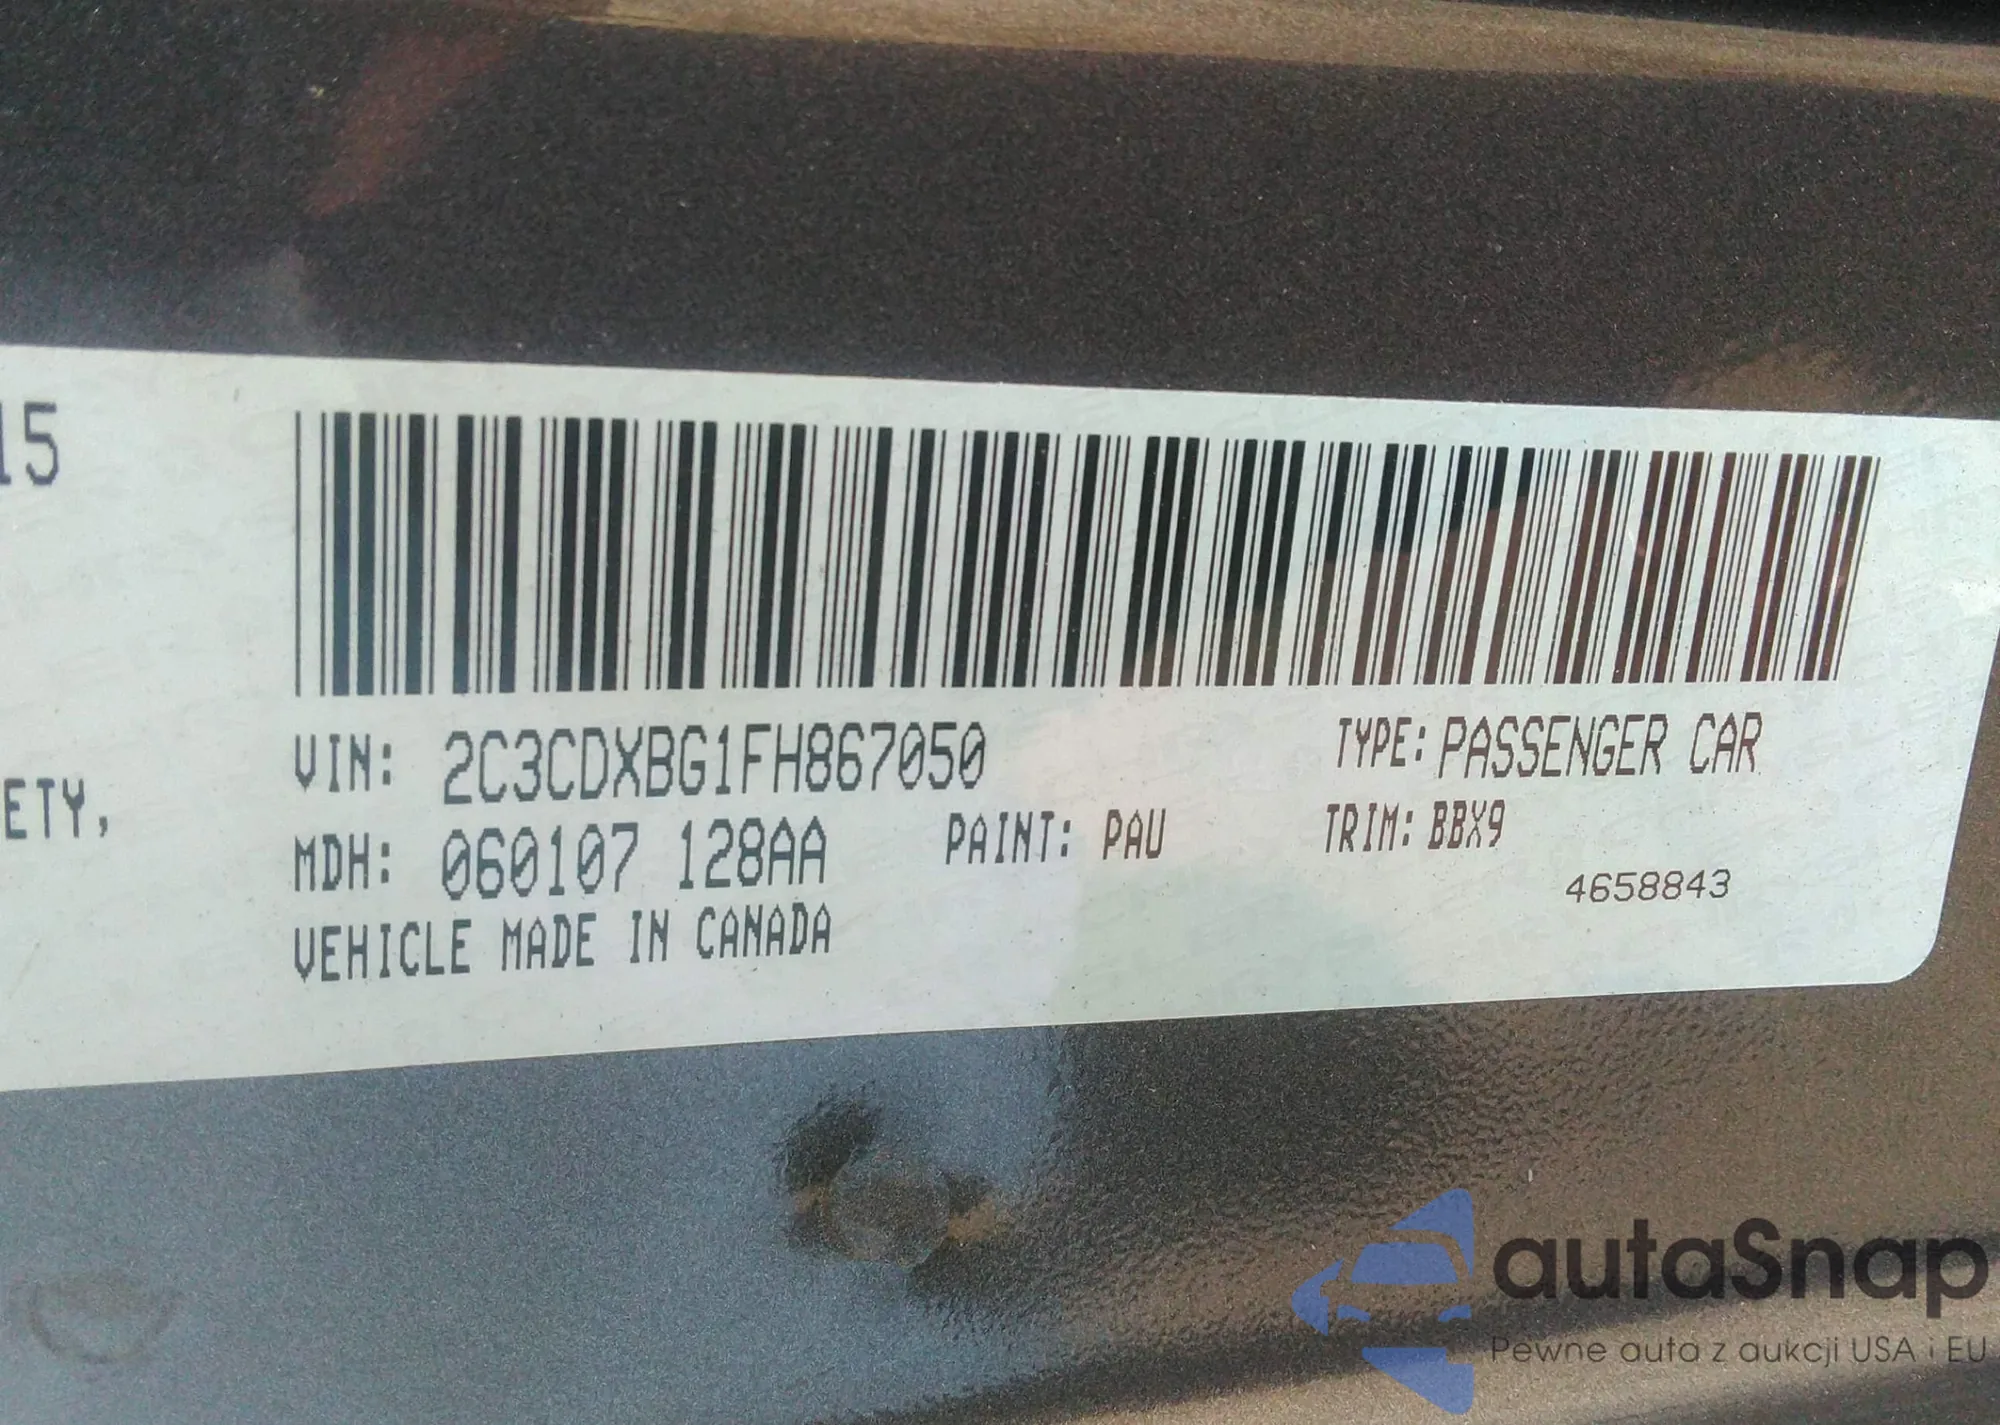 15
ETY,
VIN: 2C3CDXBG1FH867050
TYPE: PASSENGER CAR
MDH: 060107 128AA
PAINT: PAU
TRIM: BBX9
4658843
VEHICLE MADE IN CANADA
autaSnap
Pewne auta z aukcji USA i EU